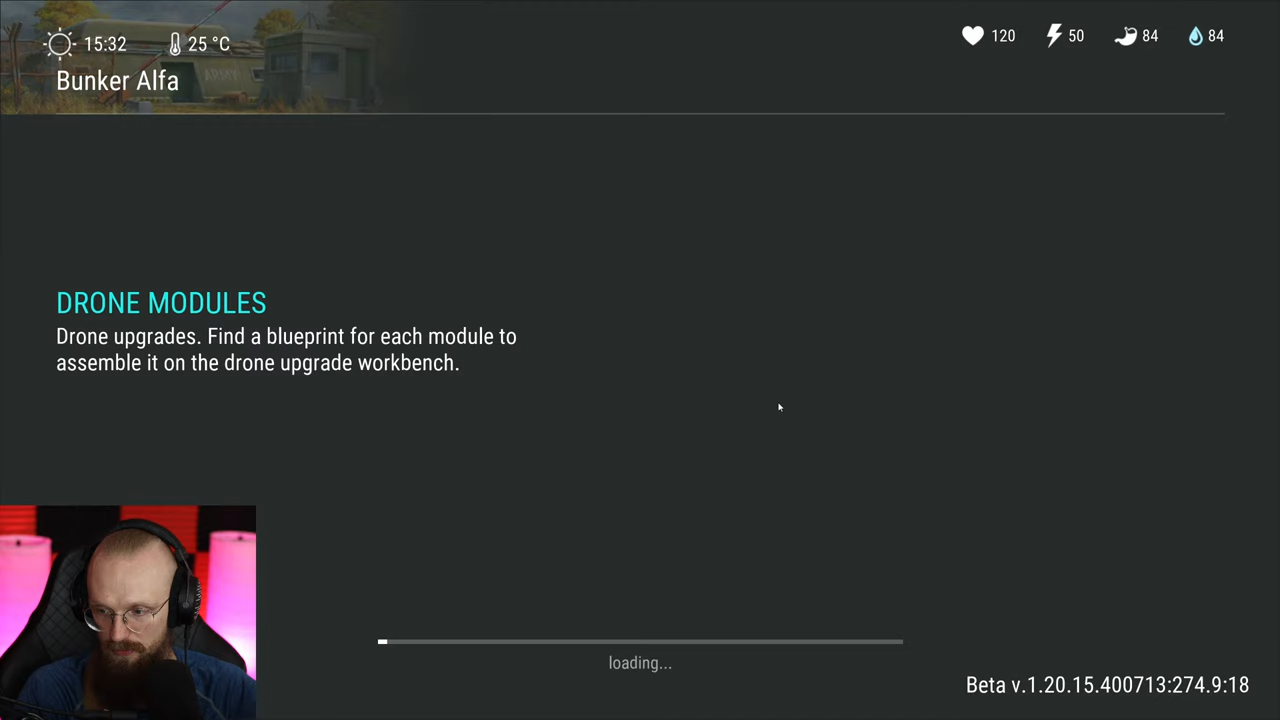 15:32
25 °C
120
50
84
84
Bunker Alfa
DRONE MODULES
Drone upgrades. Find a blueprint for each module to
assemble it on the drone upgrade workbench.
loading...
Beta v.1.20.15.400713:274.9:18